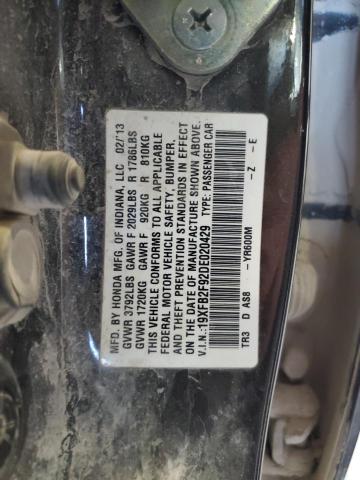 MFD. BY HONDA MFG. OF INDIANA, LLC 02/13
GVWR 3792LBS GAWR F 2029LBS R 1786LBS
GVWR 1720KG GAWR F 920KG R 810KG
THIS VEHICLE CONFORMS TO ALL APPLICABLE
FEDERAL MOTOR VEHICLE SAFETY, BUMPER,
AND THEFT PREVENTION STANDARDS IN EFFECT
ON THE DATE OF MANUFACTURE SHOWN ABOVE.
V.I.N.:19XFB2F92DE020429 TYPE: PASSENGER CAR
-YR600M -Z -E
TR3 D AS8